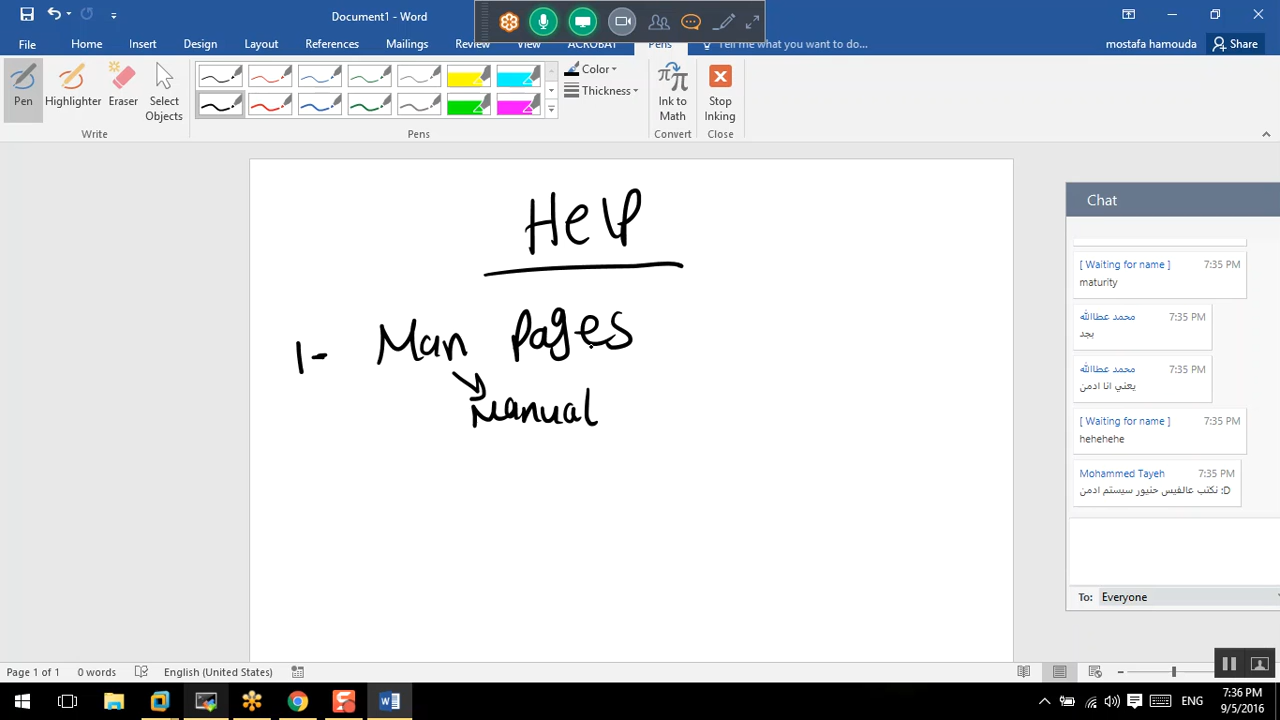 Document1 - Word
File Home Insert Design Layout References Mailings Review View ACROBAT Pens Tell me what you want to do... mostafa hamouda Share
Pen Highlighter Eraser Select Objects
Color
Thickness
Ink to Math
Stop Inking
Write Pens Convert Close
Help
1- Man Pages
Manual
Chat
[ Waiting for name ] 7:35 PM
maturity
محمد عطاالله 7:35 PM
بجد
محمد عطاالله 7:35 PM
يعني انا ادمن
[ Waiting for name ] 7:35 PM
hehehehe
Mohammed Tayeh 7:35 PM
نكتب عالفيس حنيور سيستم ادمن :D
To: Everyone
Page 1 of 1 0 words English (United States)
ENG 7:36 PM
9/5/2016